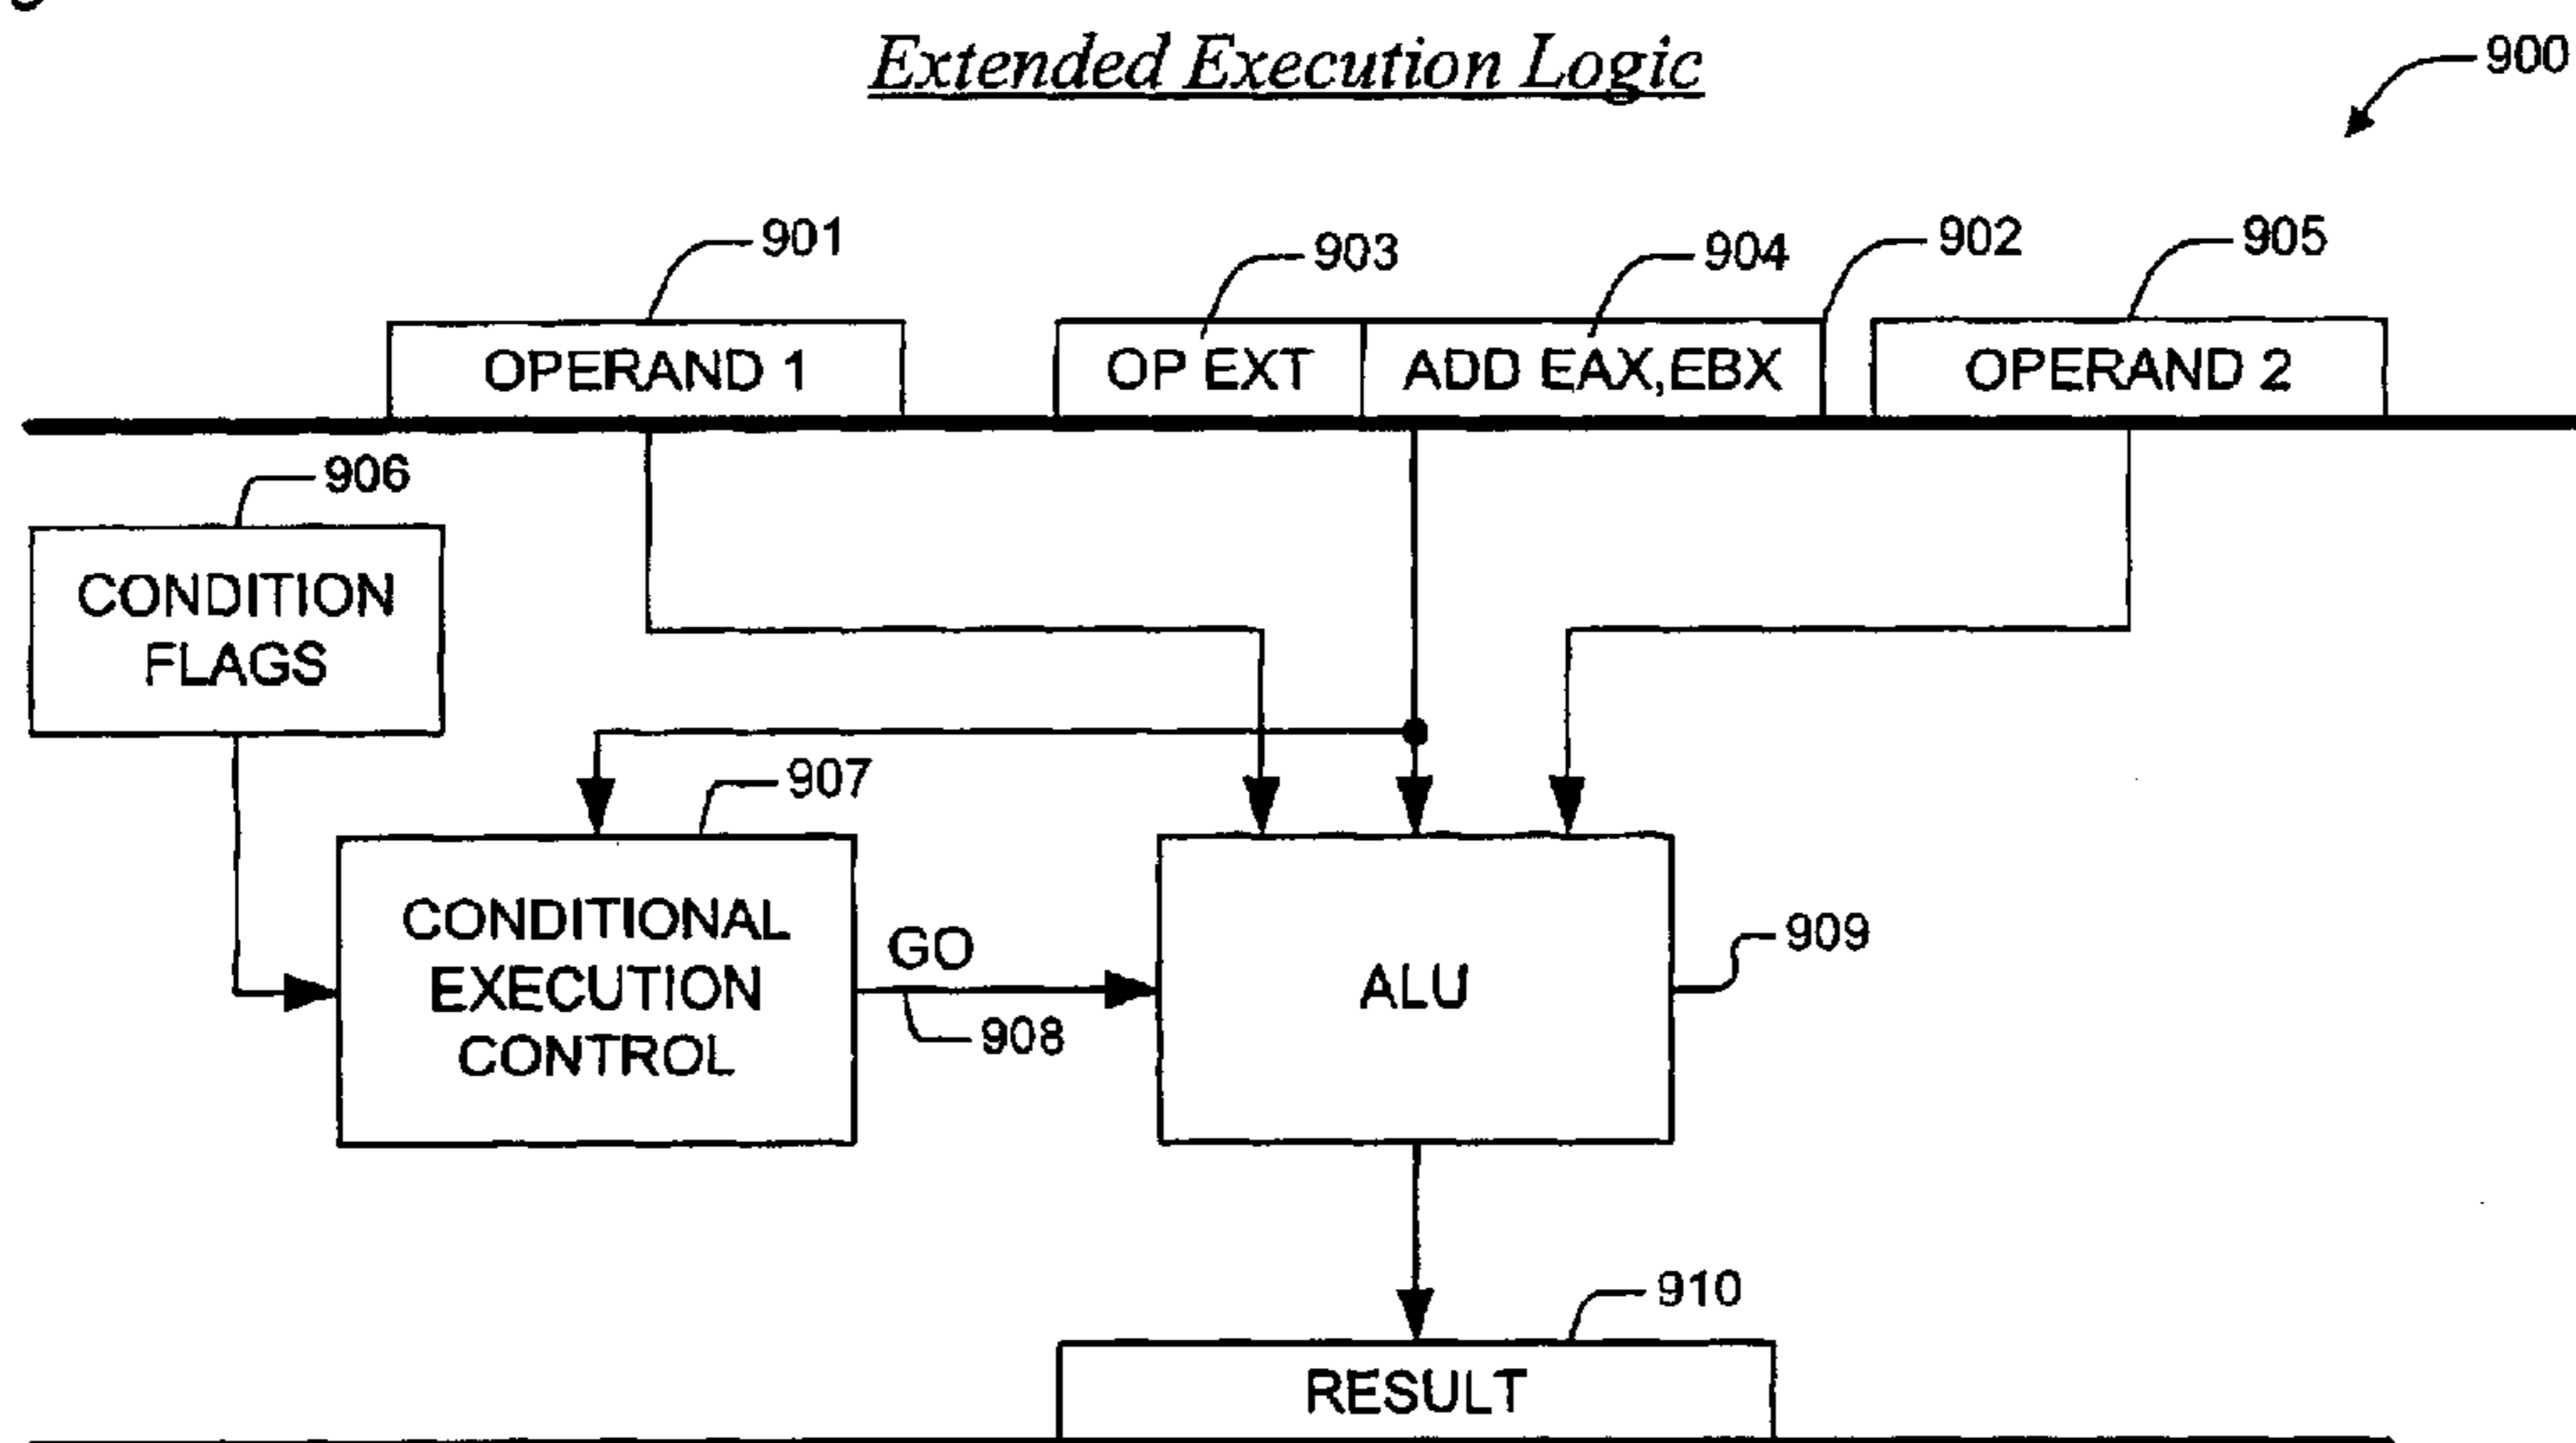 Extended Execution Logic
900
901
903
904
902
905
OPERAND 1
OP EXT
ADD EAX,EBX
OPERAND 2
906
CONDITION
FLAGS
907
CONDITIONAL
EXECUTION
CONTROL
GO
908
ALU
909
910
RESULT